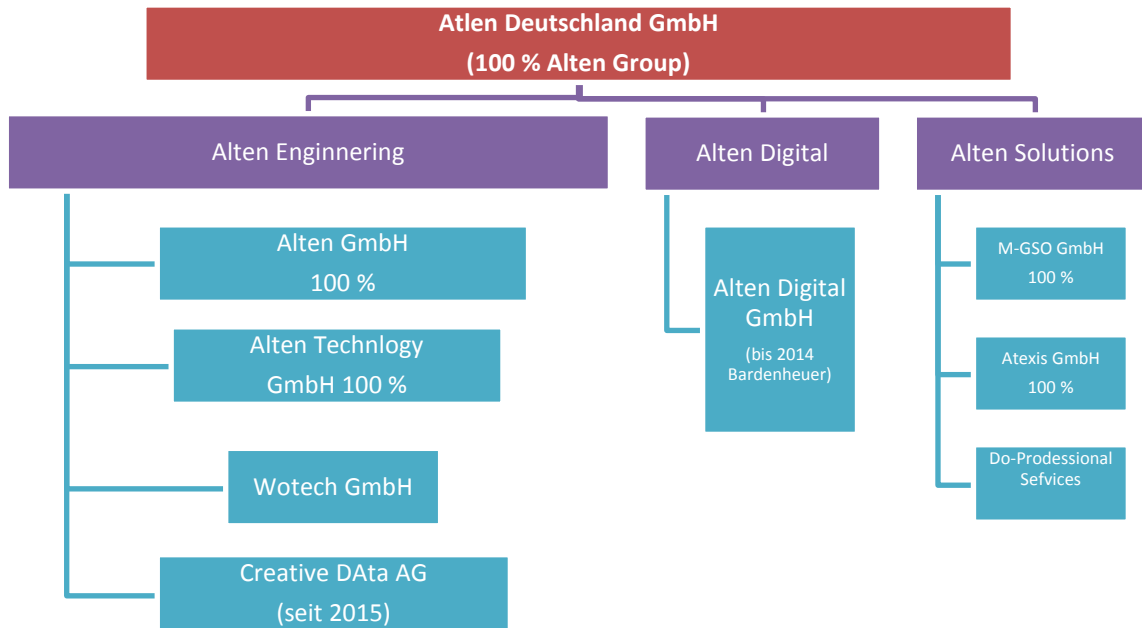 Atlen Deutschland GmbH
(100 % Alten Group)
Alten Enginnering
Alten Digital
Alten Solutions
Alten GmbH
100 %
Alten Technlogy
GmbH 100 %
Wotech GmbH
Creative DAta AG
(seit 2015)
Alten Digital
GmbH
(bis 2014
Bardenheuer)
M-GSO GmbH
100 %
Atexis GmbH
100 %
Do-Prodessional
Sefvices